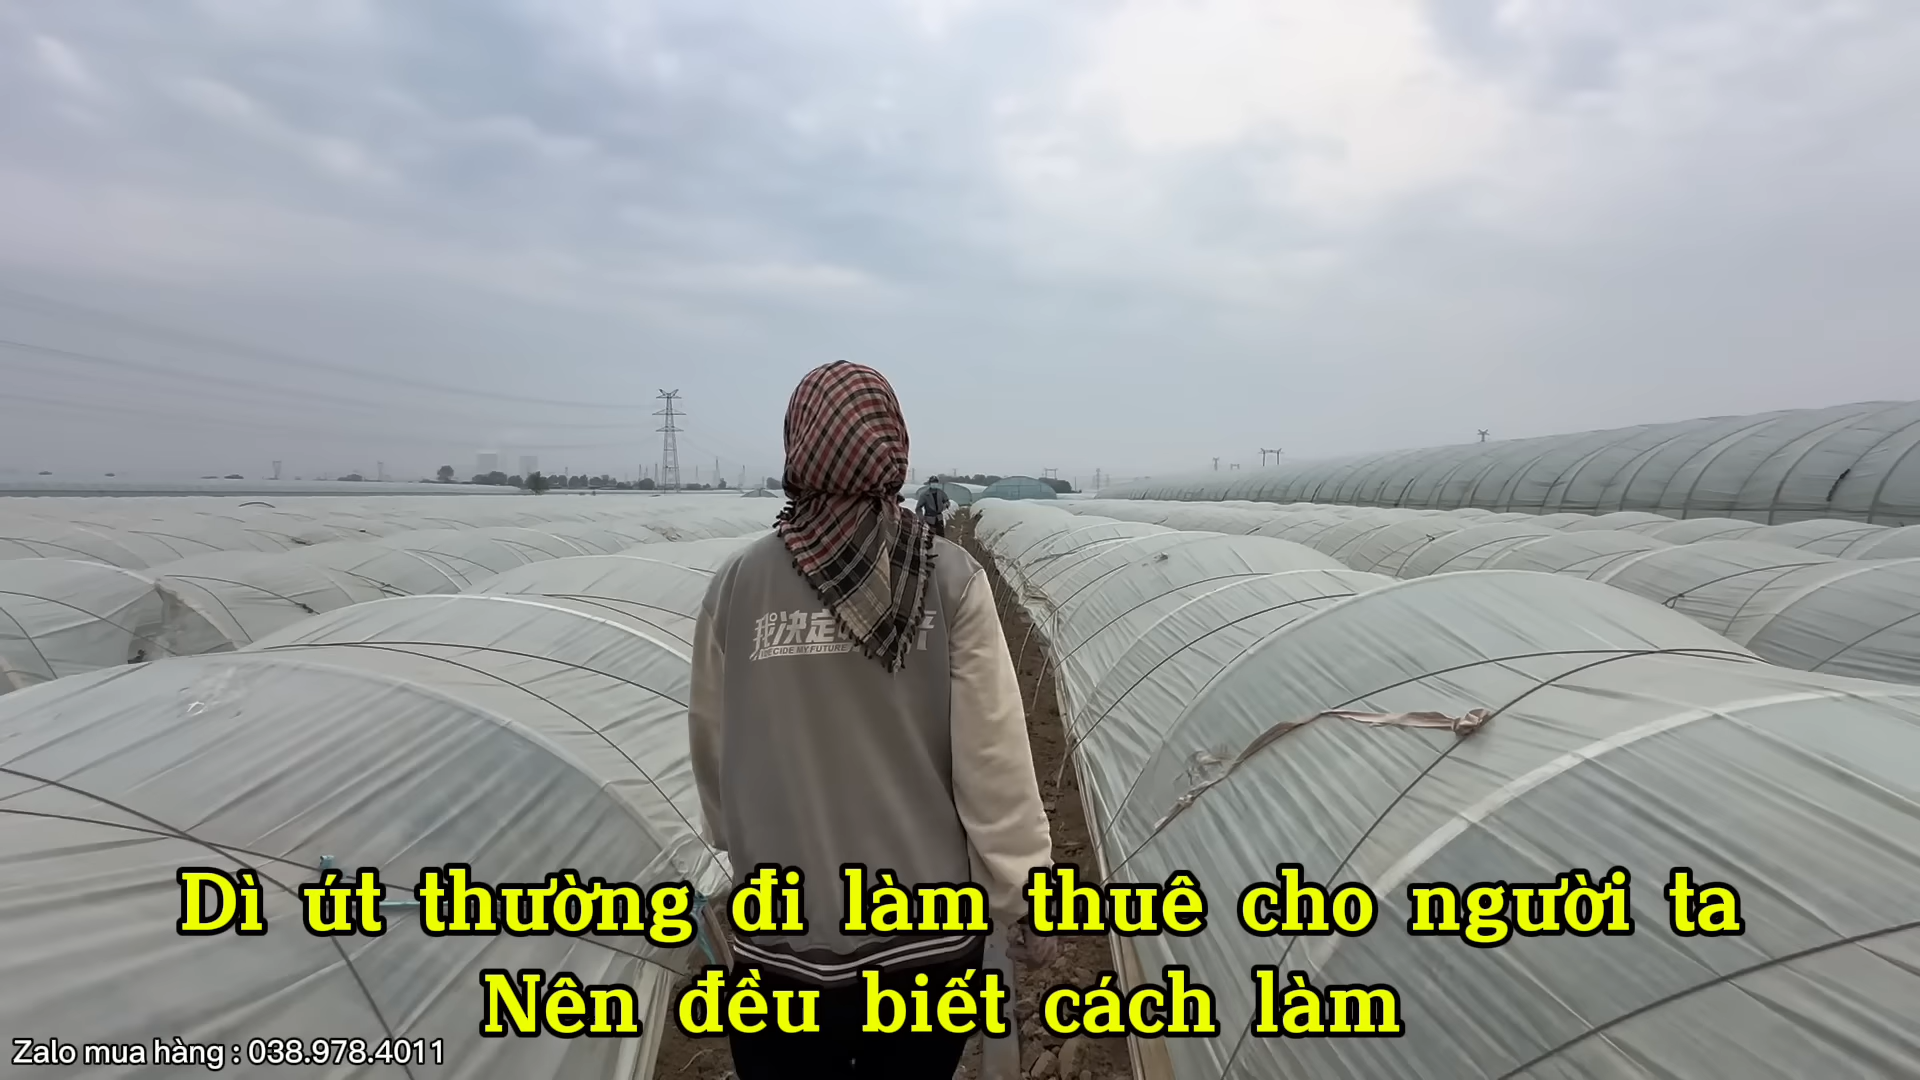 我决定
CIDE MY FUTURE
Dì út thường đi làm thuê cho người ta
Nên đều biết cách làm
Zalo mua hàng : 038.978.4011